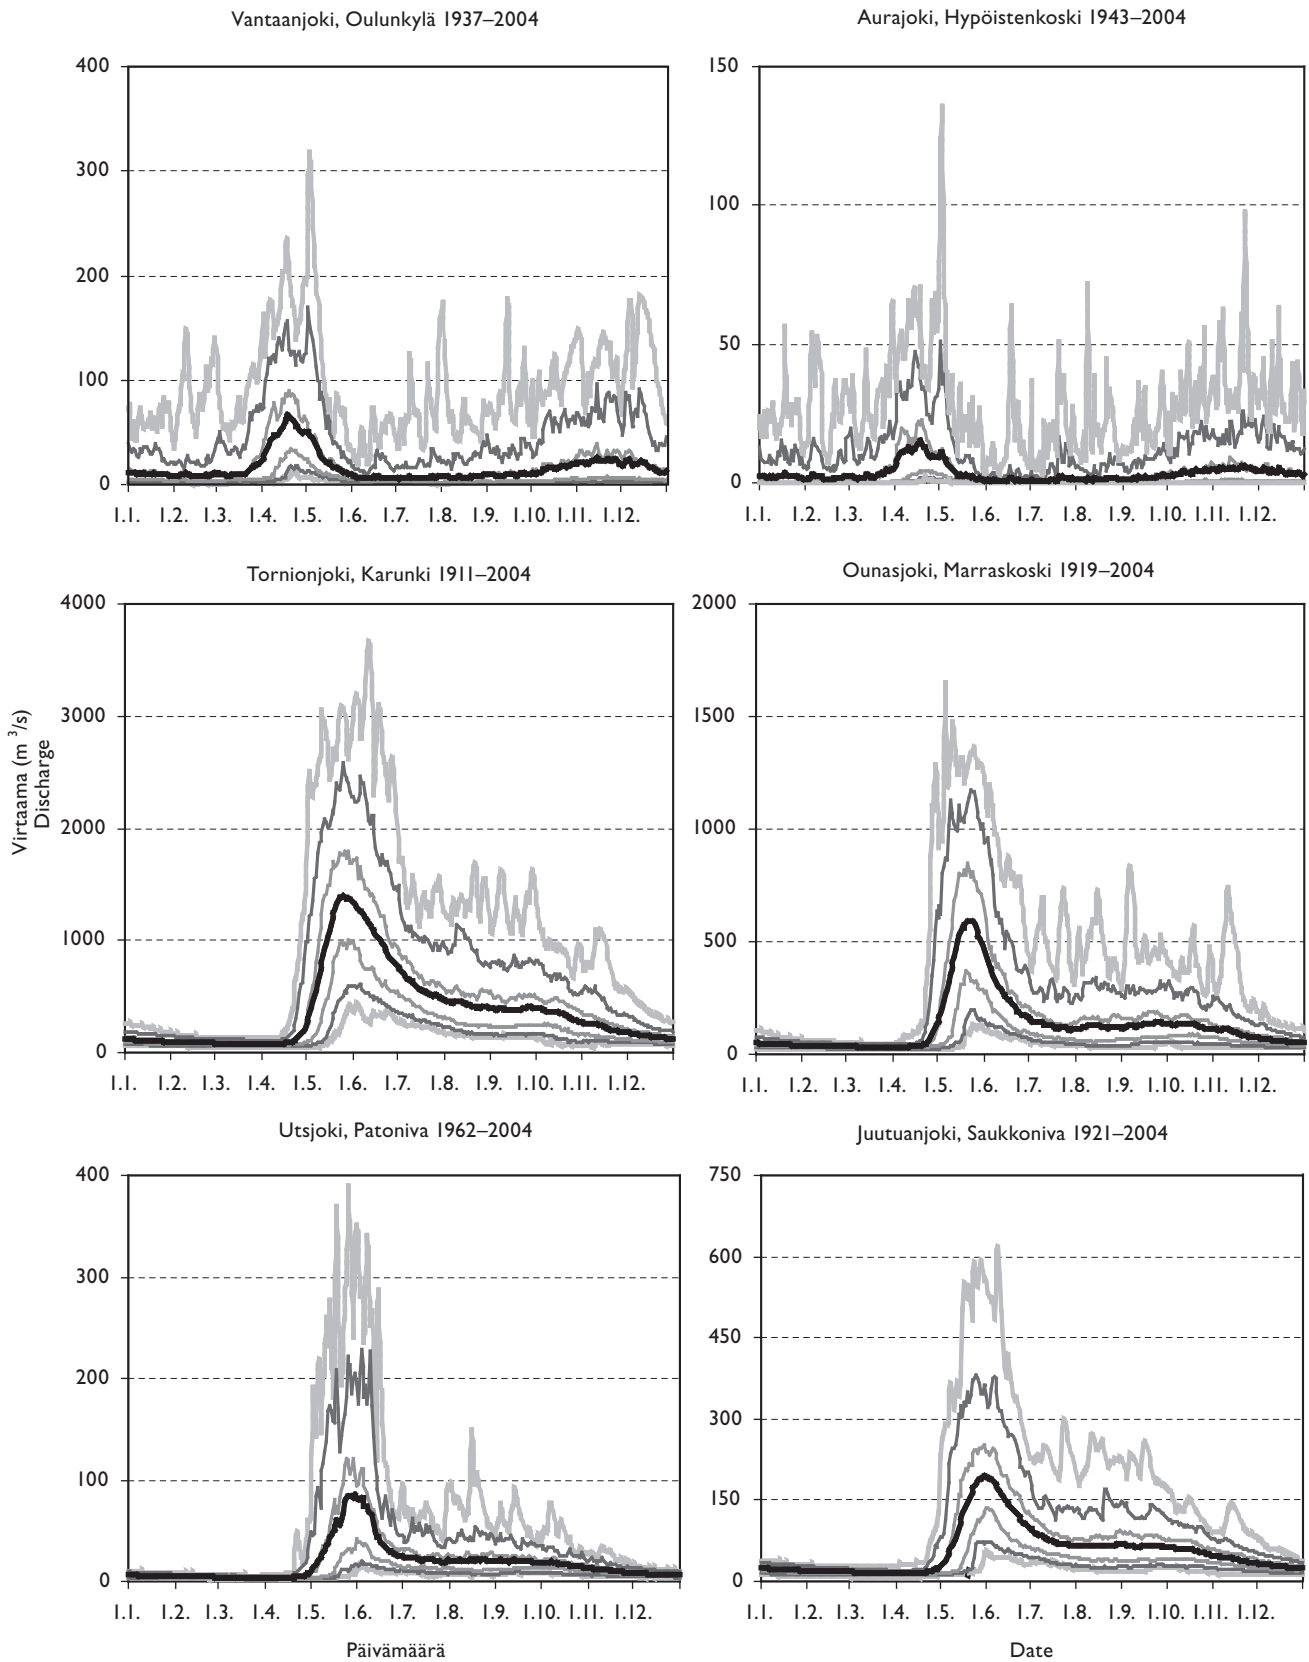 Vantaanjoki, Oulunkylä 1937–2004
400
300
200
100
0
1.1. 1.2. 1.3. 1.4. 1.5. 1.6. 1.7. 1.8. 1.9. 1.10. 1.11. 1.12.
Aurajoki, Hypöistenkoski 1943–2004
150
100
50
0
1.1. 1.2. 1.3. 1.4. 1.5. 1.6. 1.7. 1.8. 1.9. 1.10. 1.11. 1.12.
Virtaama (m³/s)
Discharge
Tornionjoki, Karunki 1911–2004
4000
3000
2000
1000
0
1.1. 1.2. 1.3. 1.4. 1.5. 1.6. 1.7. 1.8. 1.9. 1.10. 1.11. 1.12.
Ounasjoki, Marraskoski 1919–2004
2000
1500
1000
500
0
1.1. 1.2. 1.3. 1.4. 1.5. 1.6. 1.7. 1.8. 1.9. 1.10. 1.11. 1.12.
Utsjoki, Patoniva 1962–2004
400
300
200
100
0
1.1. 1.2. 1.3. 1.4. 1.5. 1.6. 1.7. 1.8. 1.9. 1.10. 1.11. 1.12.
Päivämäärä
Juutuanjoki, Saukkoniva 1921–2004
750
600
450
300
150
0
1.1. 1.2. 1.3. 1.4. 1.5. 1.6. 1.7. 1.8. 1.9. 1.10. 1.11. 1.12.
Date